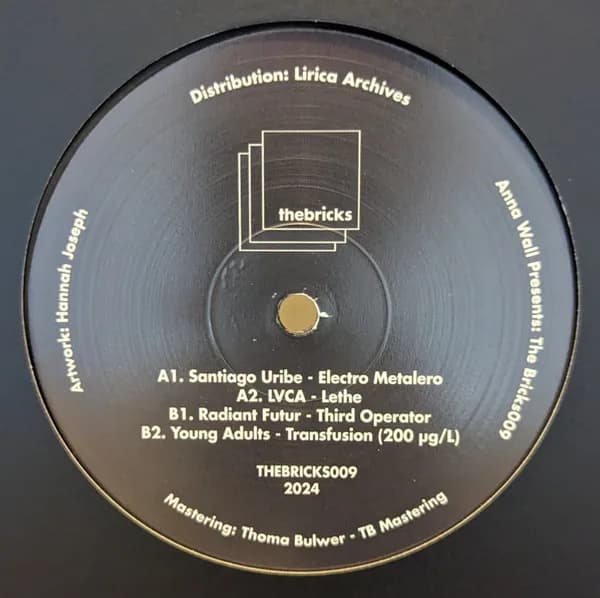 Distribution: Lirica Archives
thebricks
Anna Wall Presents: The Bricks009
Artwork: Hannah Joseph
A1. Santiago Uribe - Electro Metalero
A2. LVCA - Lethe
B1. Radiant Futur - Third Operator
B2. Young Adults - Transfusion (200 µg/L)
THEBRICKS009
2024
Mastering: Thoma Bulwer - TB Mastering